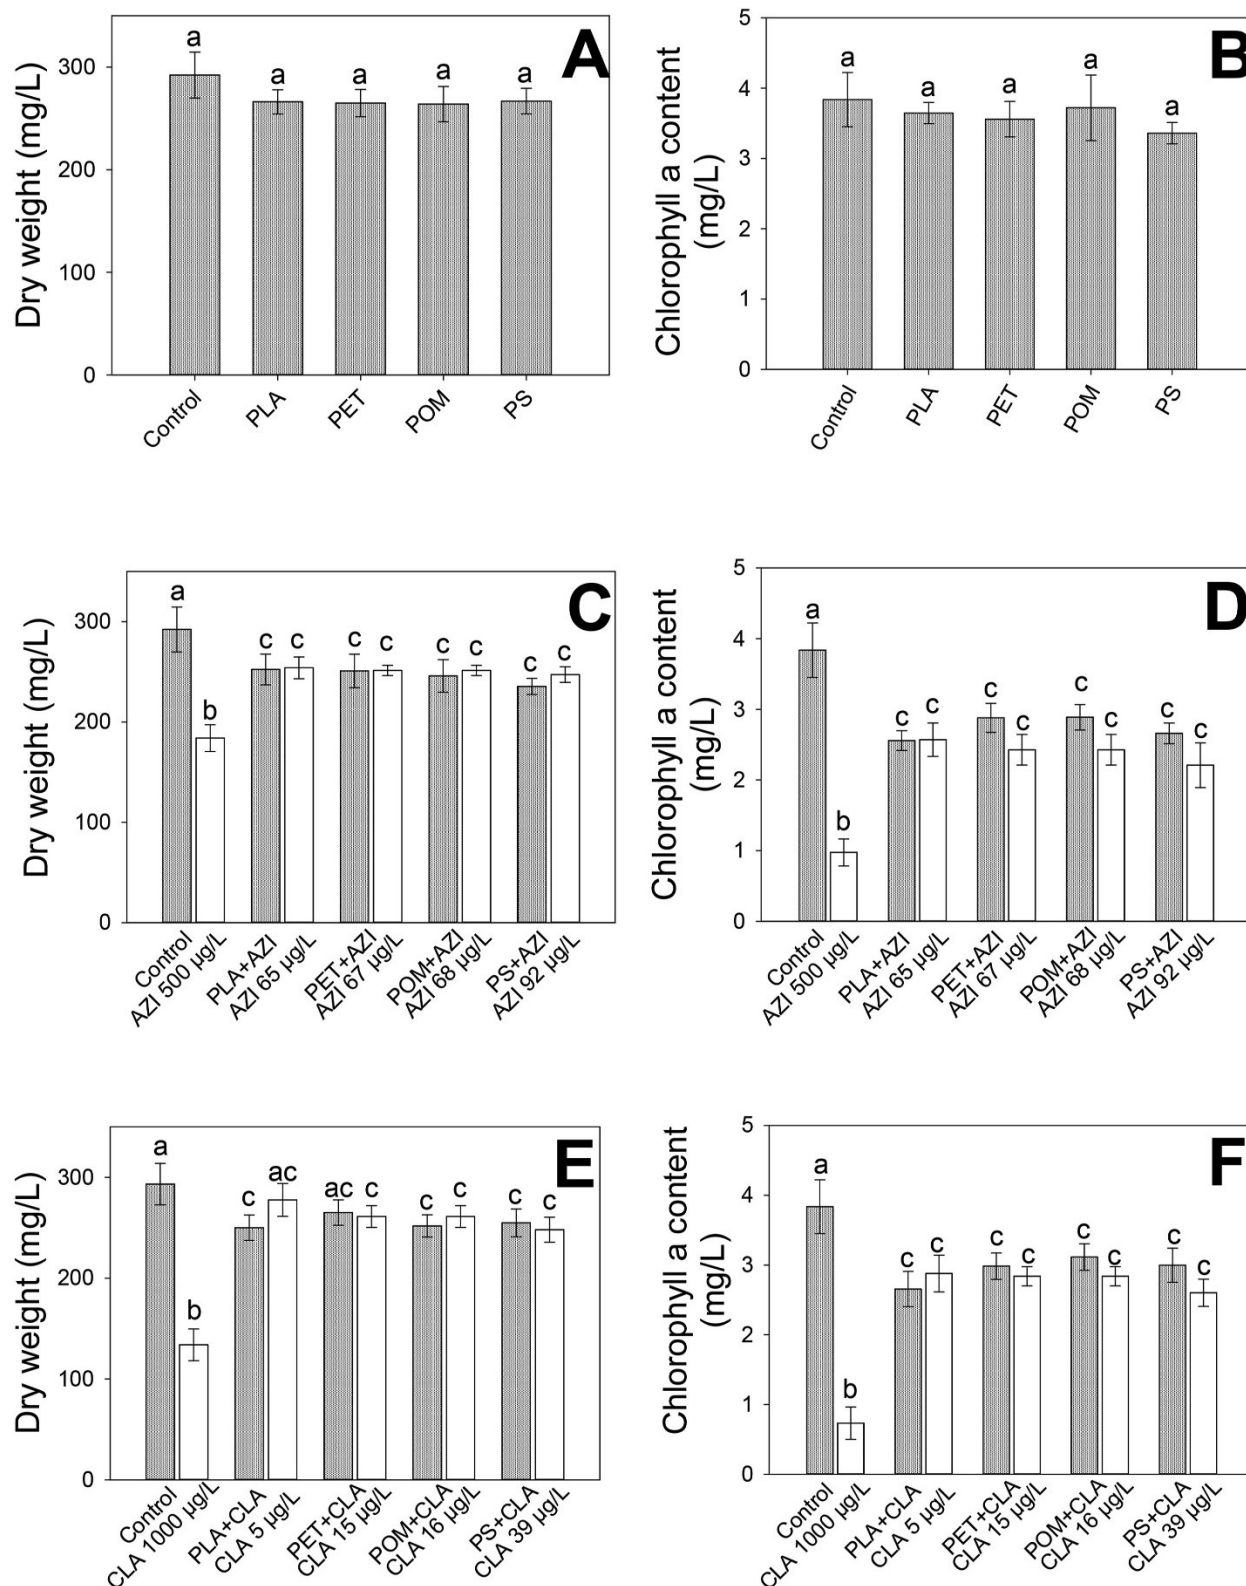 A
Dry weight (mg/L)
300
200
100
0
a
a
a
a
a
Control
PLA
PET
POM
PS
B
Chlorophyll a content
(mg/L)
5
4
3
2
1
0
a
a
a
a
a
Control
PLA
PET
POM
PS
C
Dry weight (mg/L)
300
200
100
0
a
b
c
c
c
c
c
c
c
c
Control
AZI 500 µg/L
PLA+AZI
AZI 65 µg/L
PET+AZI
AZI 67 µg/L
POM+AZI
AZI 68 µg/L
PS+AZI
AZI 92 µg/L
D
Chlorophyll a content
(mg/L)
5
4
3
2
1
0
a
b
c
c
c
c
c
c
c
c
Control
AZI 500 µg/L
PLA+AZI
AZI 65 µg/L
PET+AZI
AZI 67 µg/L
POM+AZI
AZI 68 µg/L
PS+AZI
AZI 92 µg/L
E
Dry weight (mg/L)
300
200
100
0
a
b
c
ac
ac
c
c
c
c
c
Control
CLA 1000 µg/L
PLA+CLA
CLA 5 µg/L
PET+CLA
CLA 15 µg/L
POM+CLA
CLA 16 µg/L
PS+CLA
CLA 39 µg/L
F
Chlorophyll a content
(mg/L)
5
4
3
2
1
0
a
b
c
c
c
c
c
c
c
c
Control
CLA 1000 µg/L
PLA+CLA
CLA 5 µg/L
PET+CLA
CLA 15 µg/L
POM+CLA
CLA 16 µg/L
PS+CLA
CLA 39 µg/L